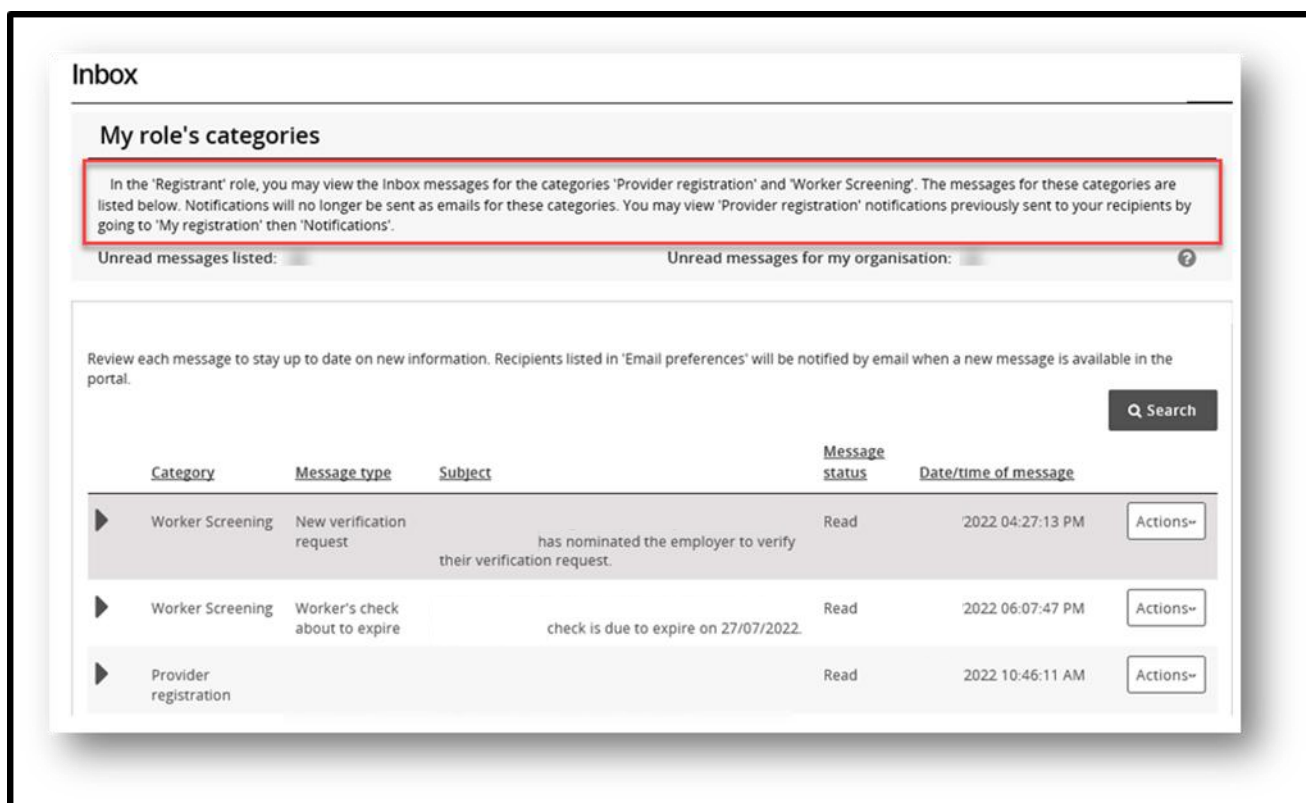 Inbox
My role's categories
In the 'Registrant' role, you may view the Inbox messages for the categories 'Provider registration' and 'Worker Screening'. The messages for these categories are
listed below. Notifications will no longer be sent as emails for these categories. You may view 'Provider registration' notifications previously sent to your recipients by
going to 'My registration' then 'Notifications'.
Unread messages listed: Unread messages for my organisation: ?
Review each message to stay up to date on new information. Recipients listed in 'Email preferences' will be notified by email when a new message is available in the
portal.
Search
Category Message type Subject Message status Date/time of message
Worker Screening New verification request has nominated the employer to verify their verification request. Read 2022 04:27:13 PM Actions
Worker Screening Worker's check about to expire check is due to expire on 27/07/2022. Read 2022 06:07:47 PM Actions
Provider registration Read 2022 10:46:11 AM Actions